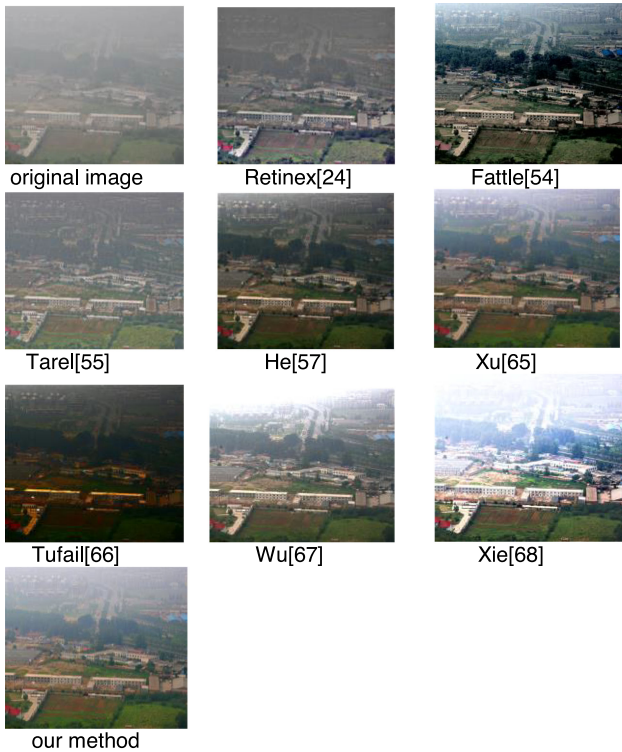 original image
Retinex[24]
Fattle[54]
Tarel[55]
He[57]
Xu[65]
Tufail[66]
Wu[67]
Xie[68]
our method